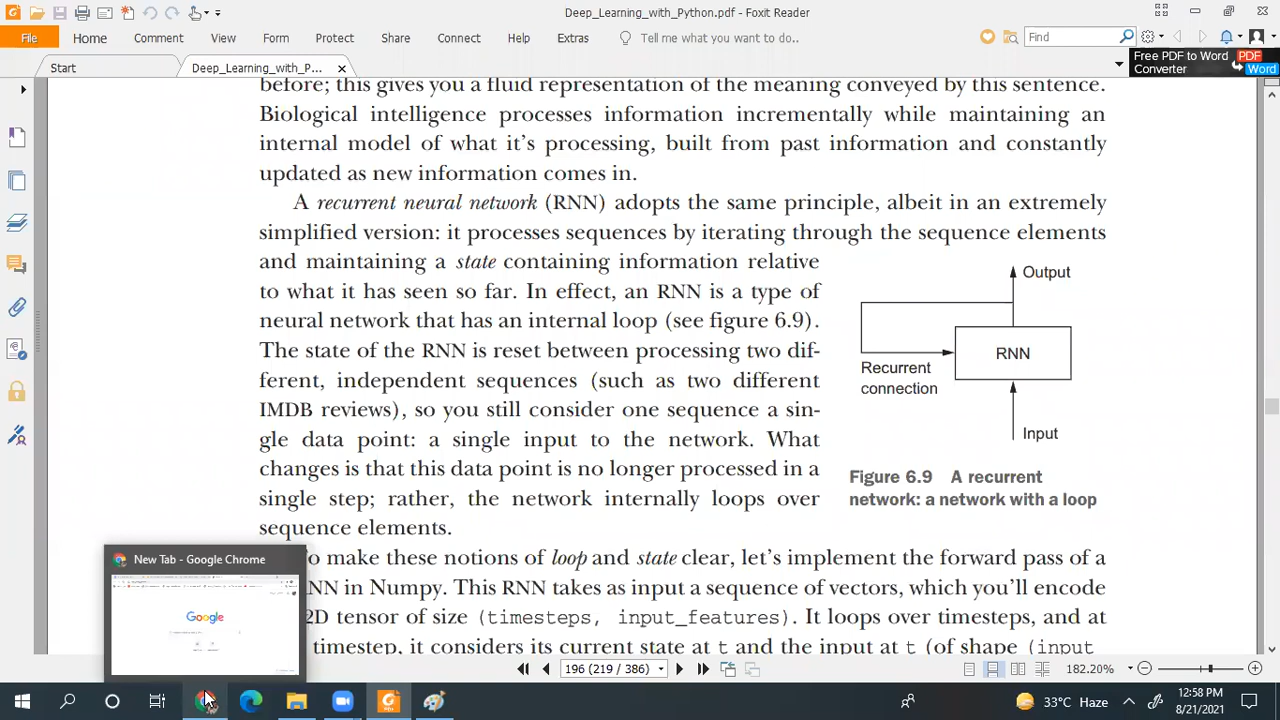 Deep_Learning_with_Python.pdf - Foxit Reader
File Home Comment View Form Protect Share Connect Help Extras Tell me what you want to do.. Find
Start Deep_Learning_with_P... Free PDF to Word PDF
Converter Word
before; this gives you a fluid representation of the meaning conveyed by this sentence.
Biological intelligence processes information incrementally while maintaining an
internal model of what it's processing, built from past information and constantly
updated as new information comes in.
A recurrent neural network (RNN) adopts the same principle, albeit in an extremely
simplified version: it processes sequences by iterating through the sequence elements
and maintaining a state containing information relative
to what it has seen so far. In effect, an RNN is a type of
neural network that has an internal loop (see figure 6.9).
The state of the RNN is reset between processing two dif-
ferent, independent sequences (such as two different
IMDB reviews), so you still consider one sequence a sin-
gle data point: a single input to the network. What
changes is that this data point is no longer processed in a
single step; rather, the network internally loops over
sequence elements.
Output
RNN
Recurrent
connection
Input
Figure 6.9 A recurrent
network: a network with a loop
New Tab - Google Chrome
Google
o make these notions of loop and state clear, let's implement the forward pass of a
NN in Numpy. This RNN takes as input a sequence of vectors, which you'll encode
2D tensor of size (timesteps, input_features). It loops over timesteps, and at
timestep, it considers its current state at t and the input at t (of shape (input
196 (219 / 386) 182.20%
33°C Haze 12:58 PM
8/21/2021